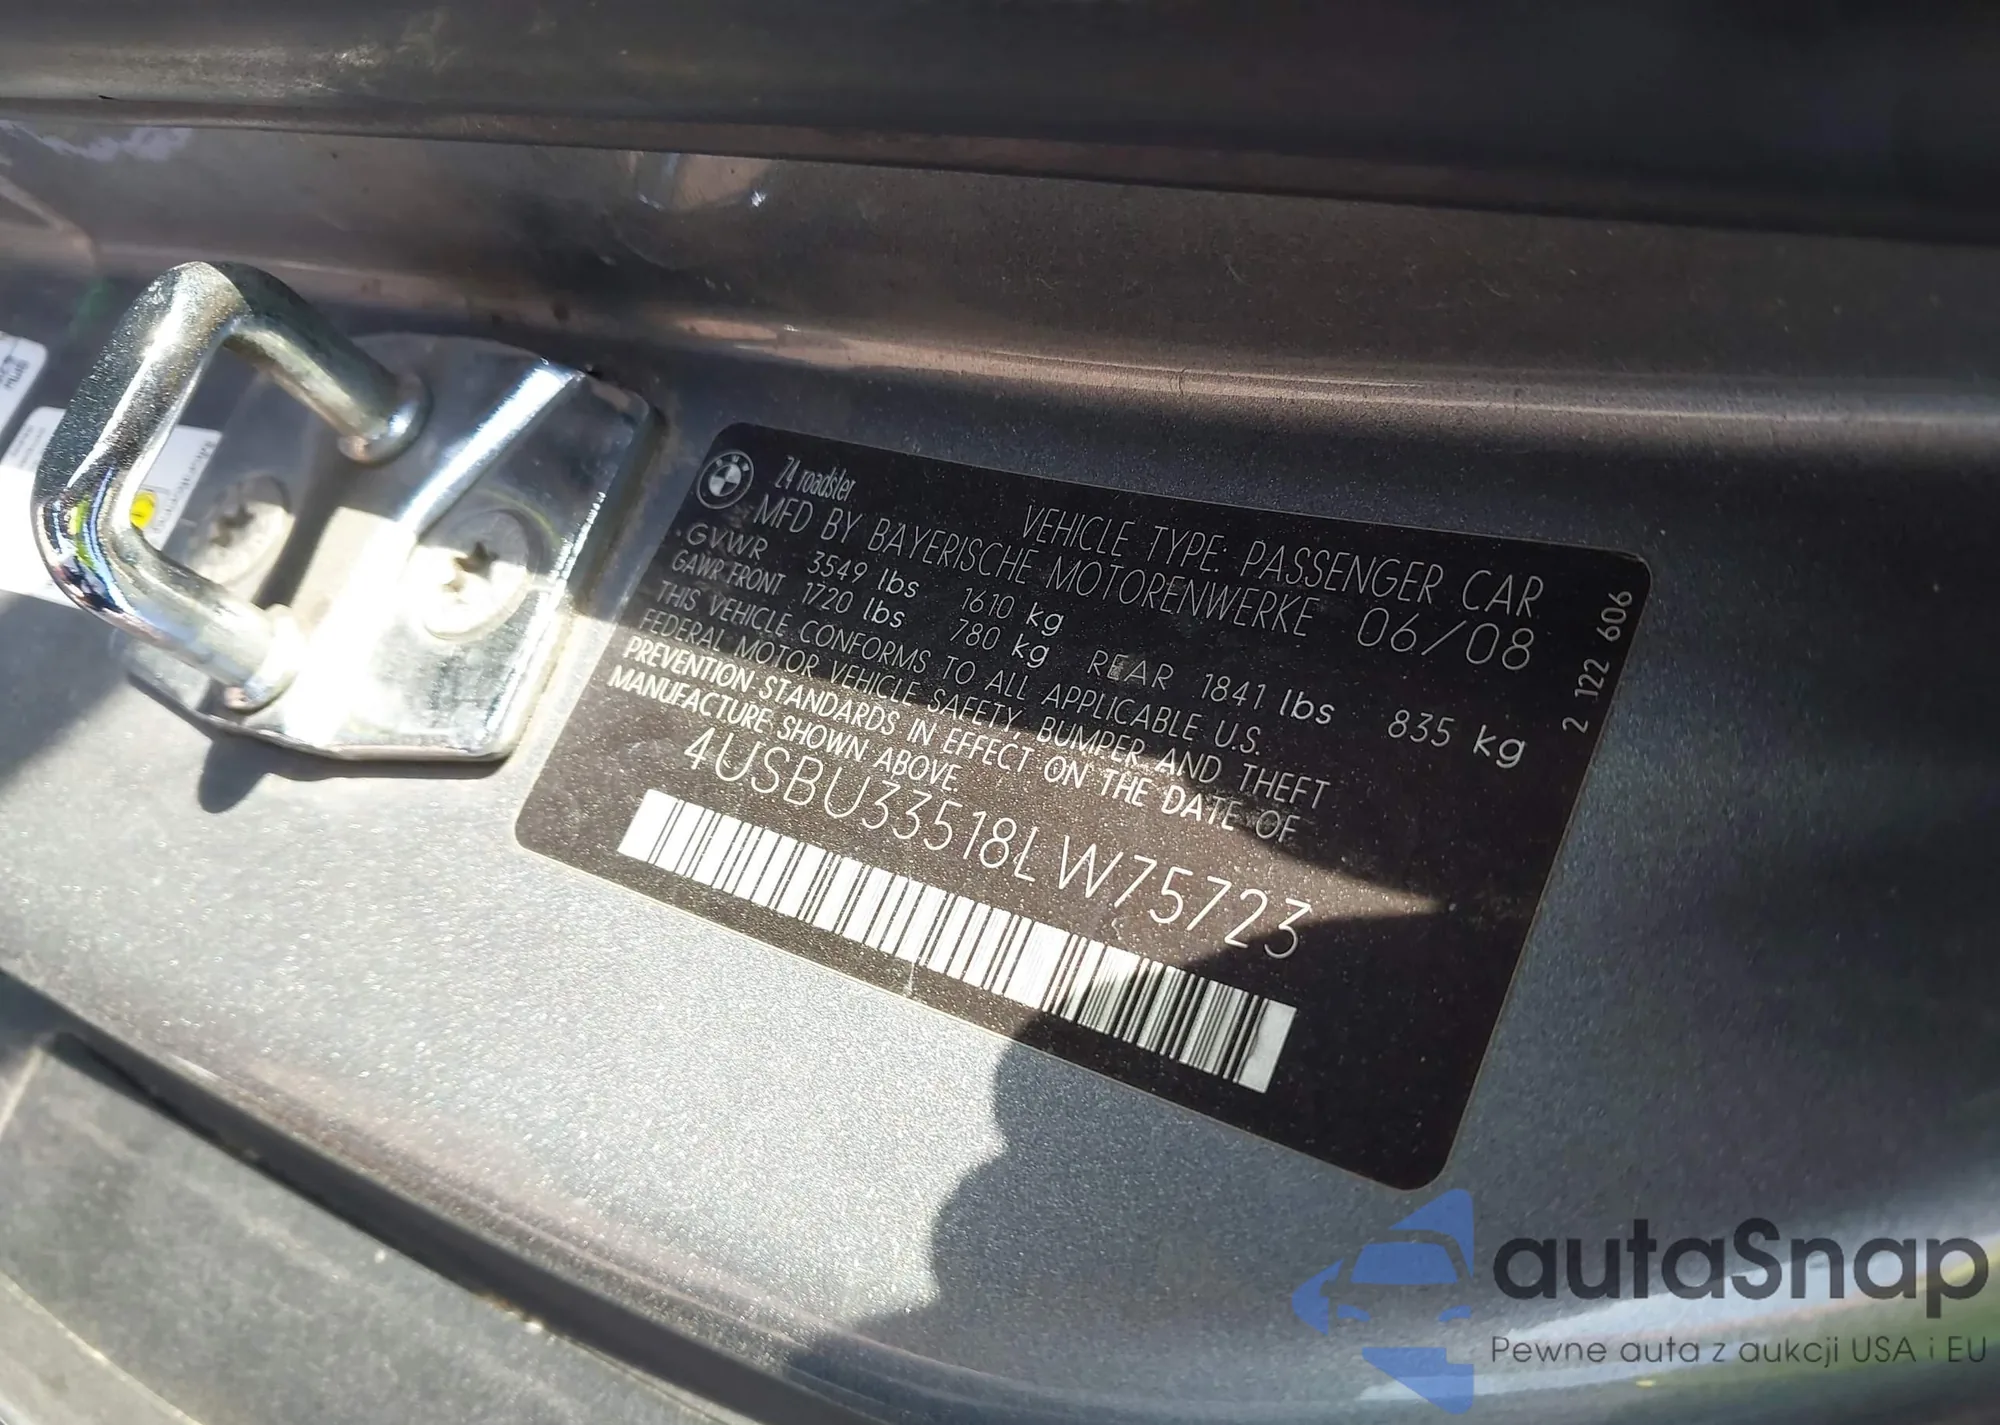 Z4 roadster
VEHICLE TYPE: PASSENGER CAR
MFD BY BAYERISCHE MOTORENWERKE 06/08
GVWR 3549 lbs 1610 kg
GAWR FRONT 1720 lbs 780 kg REAR 1841 lbs 835 kg
THIS VEHICLE CONFORMS TO ALL APPLICABLE U.S.
FEDERAL MOTOR VEHICLE SAFETY, BUMPER, AND THEFT
PREVENTION STANDARDS IN EFFECT ON THE DATE OF
MANUFACTURE SHOWN ABOVE
4USBU33518LW75723
2 122 606
autaSnap
Pewne auta z aukcji USA i EU